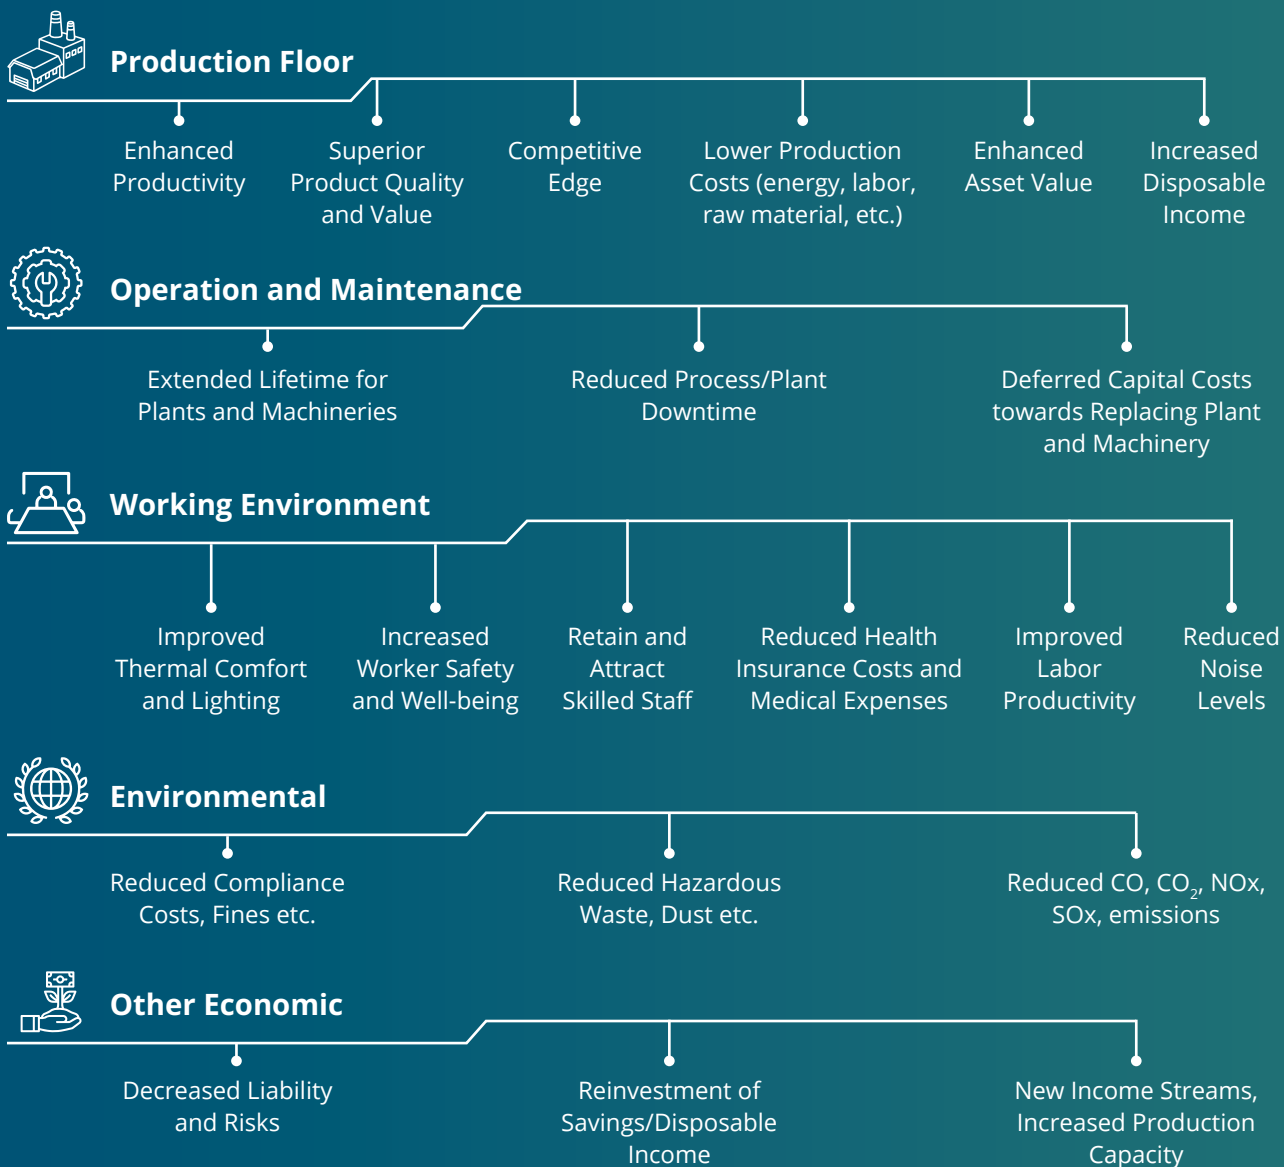 Production Floor
Enhanced
Productivity
Superior
Product Quality
and Value
Competitive
Edge
Lower Production
Costs (energy, labor,
raw material, etc.)
Enhanced
Asset Value
Increased
Disposable
Income
Operation and Maintenance
Extended Lifetime for
Plants and Machineries
Reduced Process/Plant
Downtime
Deferred Capital Costs
towards Replacing Plant
and Machinery
Working Environment
Improved
Thermal Comfort
and Lighting
Increased
Worker Safety
and Well-being
Retain and
Attract
Skilled Staff
Reduced Health
Insurance Costs and
Medical Expenses
Improved
Labor
Productivity
Reduced
Noise
Levels
Environmental
Reduced Compliance
Costs, Fines etc.
Reduced Hazardous
Waste, Dust etc.
Reduced CO, CO₂, NOx,
SOx, emissions
Other Economic
Decreased Liability
and Risks
Reinvestment of
Savings/Disposable
Income
New Income Streams,
Increased Production
Capacity